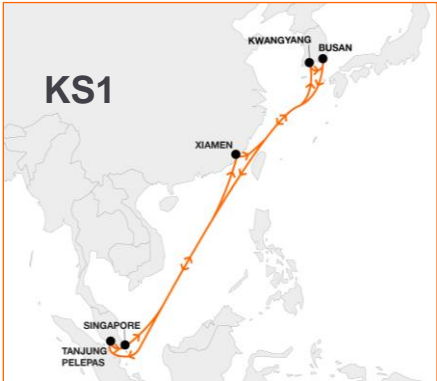 KWANGYANG
BUSAN
KS1
XIAMEN
SINGAPORE
TANJUNG
PELEPAS